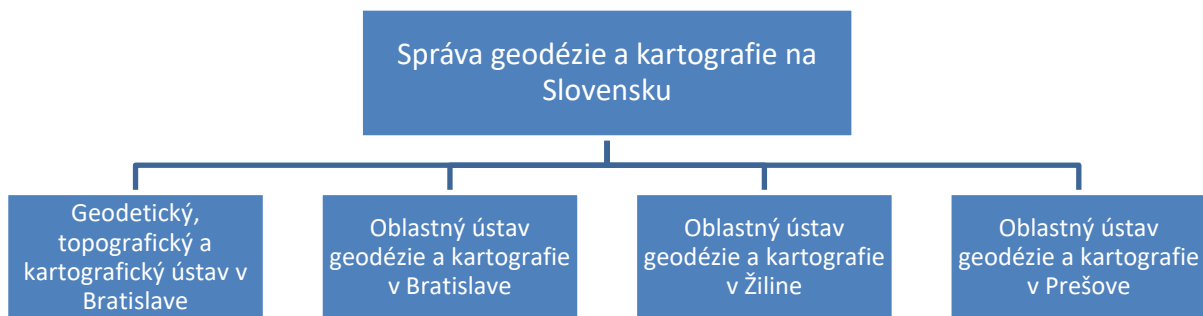 Správa geodézie a kartografie na
Slovensku
Geodetický,
topografický a
kartografický ústav v
Bratislave
Oblastný ústav
geodézie a kartografie
v Bratislave
Oblastný ústav
geodézie a kartografie
v Žiline
Oblastný ústav
geodézie a kartografie
v Prešove